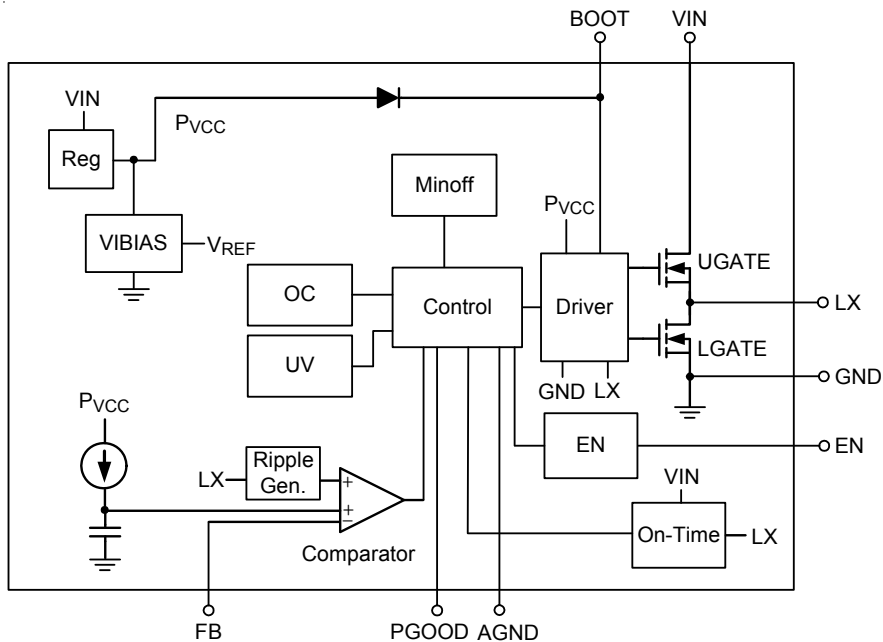 BOOT VIN
VIN
PVCC
Reg
Minoff
PVCC
VIBIAS
VREF
UGATE
OC
Control
Driver
LX
UV
LGATE
GND LX
GND
PVCC
EN
EN
LX
Ripple
Gen.
+
+
−
VIN
On-Time
LX
Comparator
FB
PGOOD
AGND